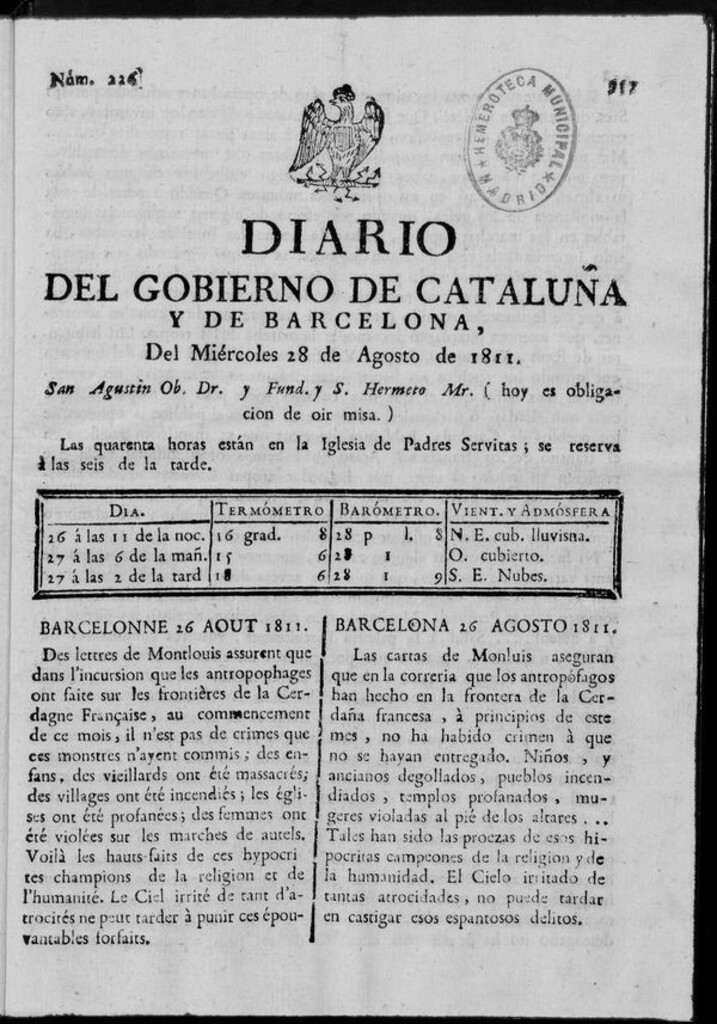 Núm. 226
917
HEMEROTECA MUNICIPAL
MADRID
DIARIO
DEL GOBIERNO DE CATALUÑA
Y DE BARCELONA,
Del Miércoles 28 de Agosto de 1811.
San Agustin Ob. Dr. y Fund. y S. Hermeto Mr. ( hoy es obliga-
cion de oir misa. )
Las quarenta horas están en la Iglesia de Padres Servitas ; se reserva
á las seis de la tarde.
DIA. TERMÓMETRO BARÓMETRO. VIENT. Y ADMÓSFERA
26 á las 11 de la noc. 16 grad. 8 28 p l. 8 N. E. cub. lluvisna.
27 á las 6 de la mañ. 15 6 28 1 O. cubierto.
27 á las 2 de la tard 18 6 28 1 9 S. E. Nubes.
BARCELONNE 26 AOUT 1811.
Des lettres de Montlouis assurent que
dans l'incursion que les antropophages
ont faite sur les frontières de la Cer-
dagne Française, au commencement
de ce mois, il n'est pas de crimes que
ces monstres n'ayent commis ; des en-
fans, des vieillards ont été massacrés;
des villages ont été incendiés ; les égli-
ses ont été profanées; des femmes ont
été violées sur les marches de autels.
Voilà les hauts-faits de ces hypocri
tes champions de la religion et de
l'humanité. Le Ciel irrité de tant d'a-
trocités ne peut tarder à punir ces épou-
vantables forfaits.
BARCELONA 26 AGOSTO 1811.
Las cartas de Monluis aseguran
que en la correria que los antropófagos
han hecho en la frontera de la Cer-
daña francesa , à principios de este
mes , no ha habido crimen à que
no se hayan entregado. Niños , y
ancianos degollados , pueblos incen-
diados , templos profanados , mu-
geres violadas al pié de los altares . . .
Tales han sido las proezas de esos hi-
pocritas campeones de la religion y de
la humanidad. El Cielo irritado de
tantas atrocidades , no puede tardar
en castigar esos espantosos delitos.